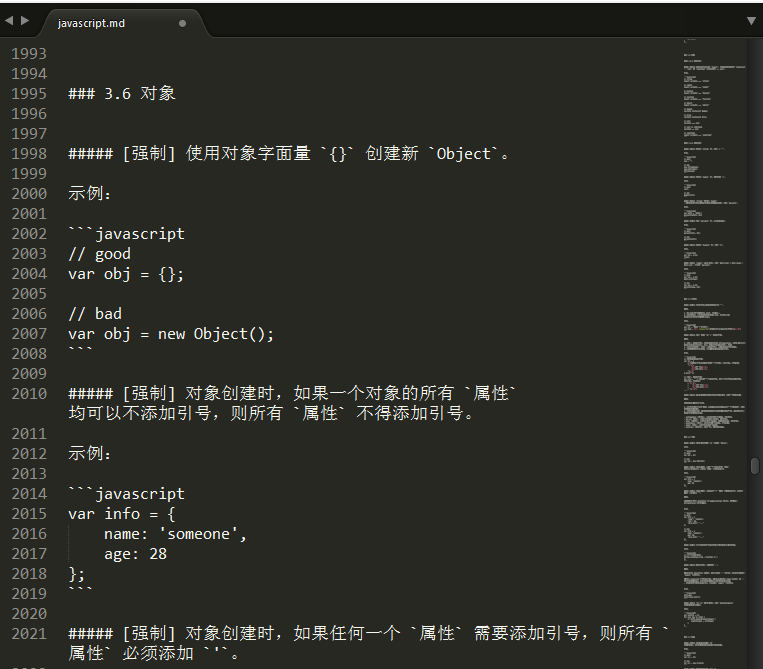 javascript.md
1993
1994
1995 ### 3.6 对象
1996
1997
1998 ##### [强制] 使用对象字面量 `{}` 创建新 `Object`。
1999
2000 示例：
2001
2002 ```javascript
2003 // good
2004 var obj = {};
2005
2006 // bad
2007 var obj = new Object();
2008 ```
2009
2010 ##### [强制] 对象创建时，如果一个对象的所有 `属性`
均可以不添加引号，则所有 `属性` 不得添加引号。
2011
2012 示例：
2013
2014 ```javascript
2015 var info = {
2016     name: 'someone',
2017     age: 28
2018 };
2019 ```
2020
2021 ##### [强制] 对象创建时，如果任何一个 `属性` 需要添加引号，则所有 `
属性` 必须添加 `'`。